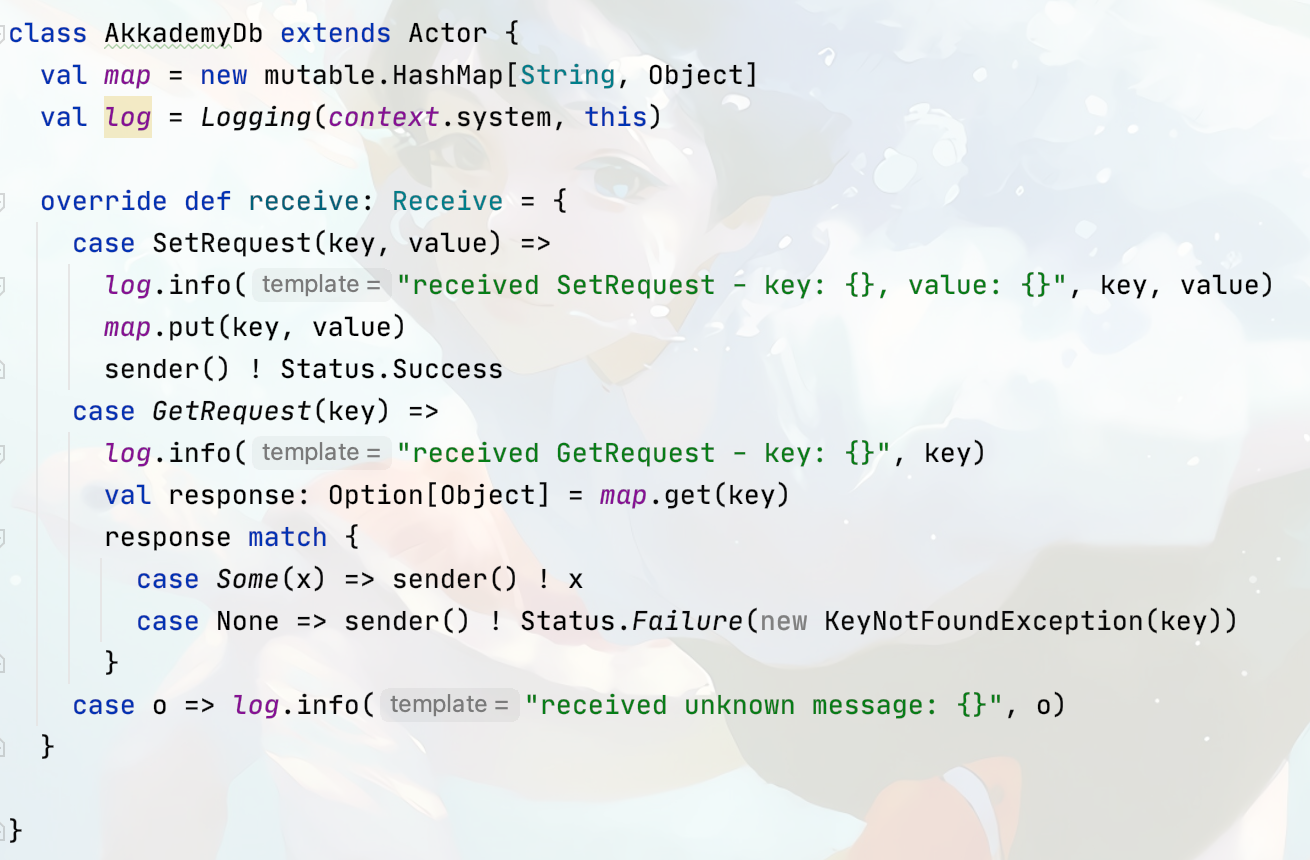 class AkkademyDb extends Actor {
  val map = new mutable.HashMap[String, Object]
  val log = Logging(context.system, this)

  override def receive: Receive = {
    case SetRequest(key, value) =>
      log.info( template = "received SetRequest - key: {}, value: {}", key, value)
      map.put(key, value)
      sender() ! Status.Success
    case GetRequest(key) =>
      log.info( template = "received GetRequest - key: {}", key)
      val response: Option[Object] = map.get(key)
      response match {
        case Some(x) => sender() ! x
        case None => sender() ! Status.Failure(new KeyNotFoundException(key))
      }
    case o => log.info( template = "received unknown message: {}", o)
  }

}